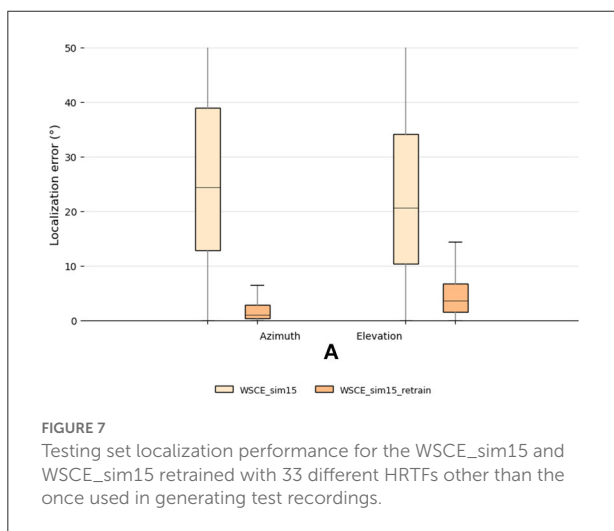 50
40
30
20
10
0
Localization error (°)
Azimuth Elevation
A
WSCE_sim15 WSCE_sim15_retrain
FIGURE 7
Testing set localization performance for the WSCE_sim15 and
WSCE_sim15 retrained with 33 different HRTFs other than the
once used in generating test recordings.